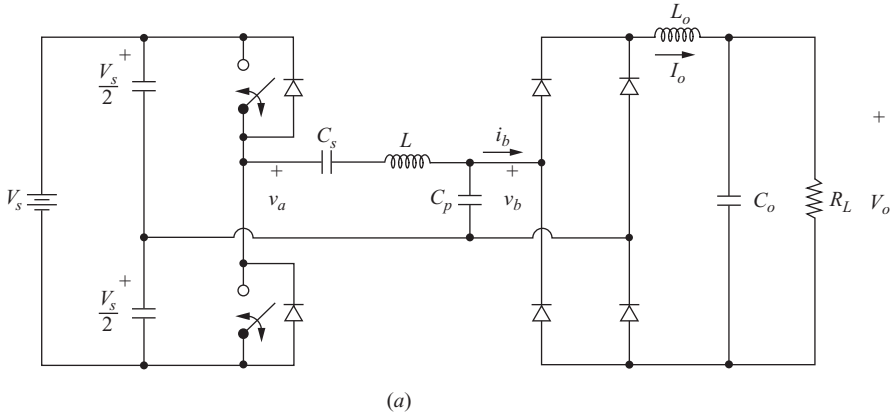 L_o
V_s/2
+
I_o
C_s
L
i_b
+
+
+
V_s
v_a
C_p
v_b
C_o
R_L
V_o
V_s/2
+
(a)